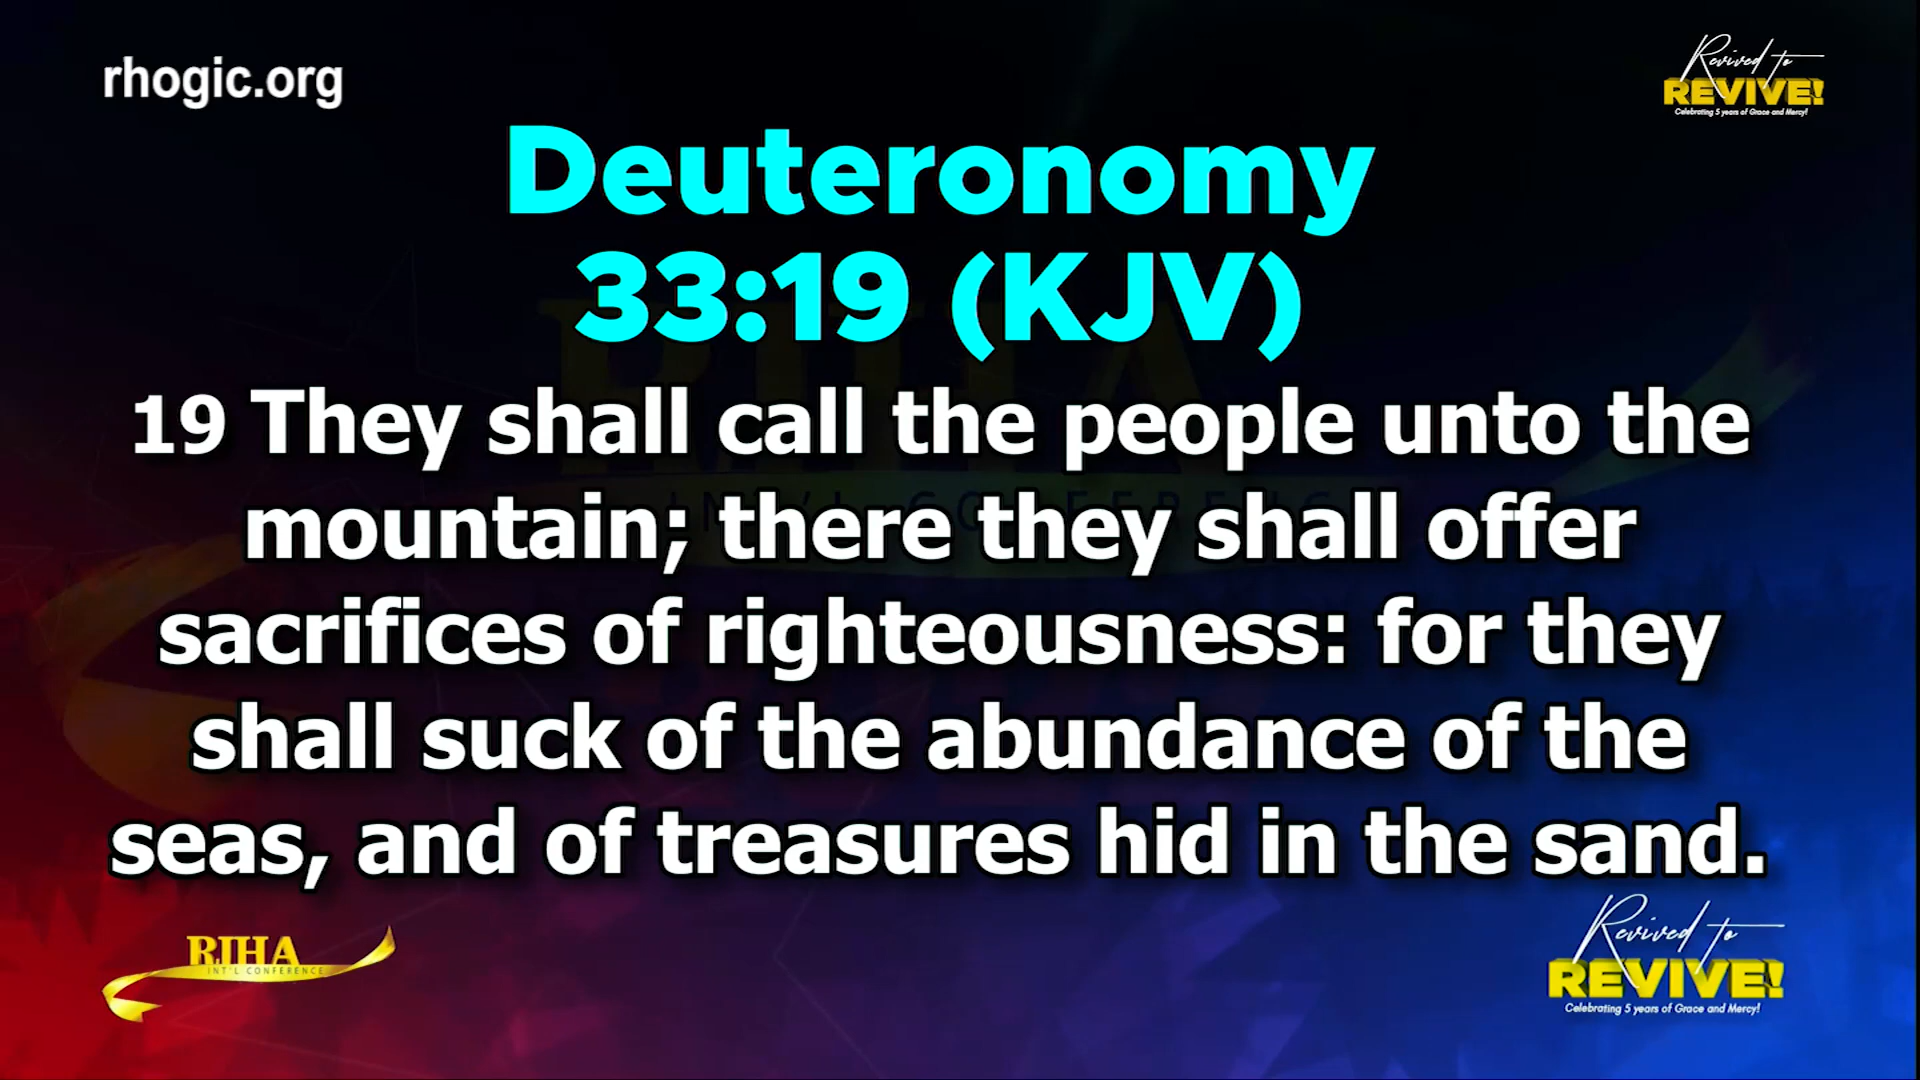 rhogic.org
Revived to
REVIVE!
Celebrating 5 years of Grace and Mercy!
Deuteronomy
33:19 (KJV)
19 They shall call the people unto the
mountain; there they shall offer
sacrifices of righteousness: for they
shall suck of the abundance of the
seas, and of treasures hid in the sand.
RIHA
INT'L CONFERENCE
Revived to
REVIVE!
Celebrating 5 years of Grace and Mercy!